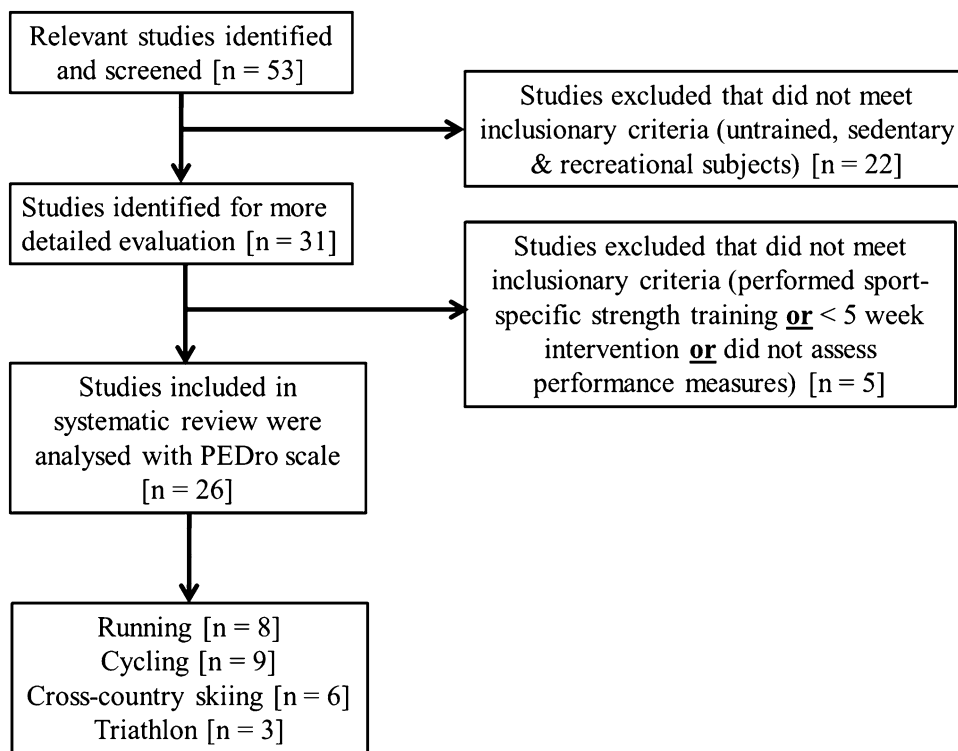 Relevant studies identified
and screened [n = 53]
Studies excluded that did not meet
inclusionary criteria (untrained, sedentary
& recreational subjects) [n = 22]
Studies identified for more
detailed evaluation [n = 31]
Studies excluded that did not meet
inclusionary criteria (performed sport-
specific strength training or < 5 week
intervention or did not assess
performance measures) [n = 5]
Studies included in
systematic review were
analysed with PEDro scale
[n = 26]
Running [n = 8]
Cycling [n = 9]
Cross-country skiing [n = 6]
Triathlon [n = 3]